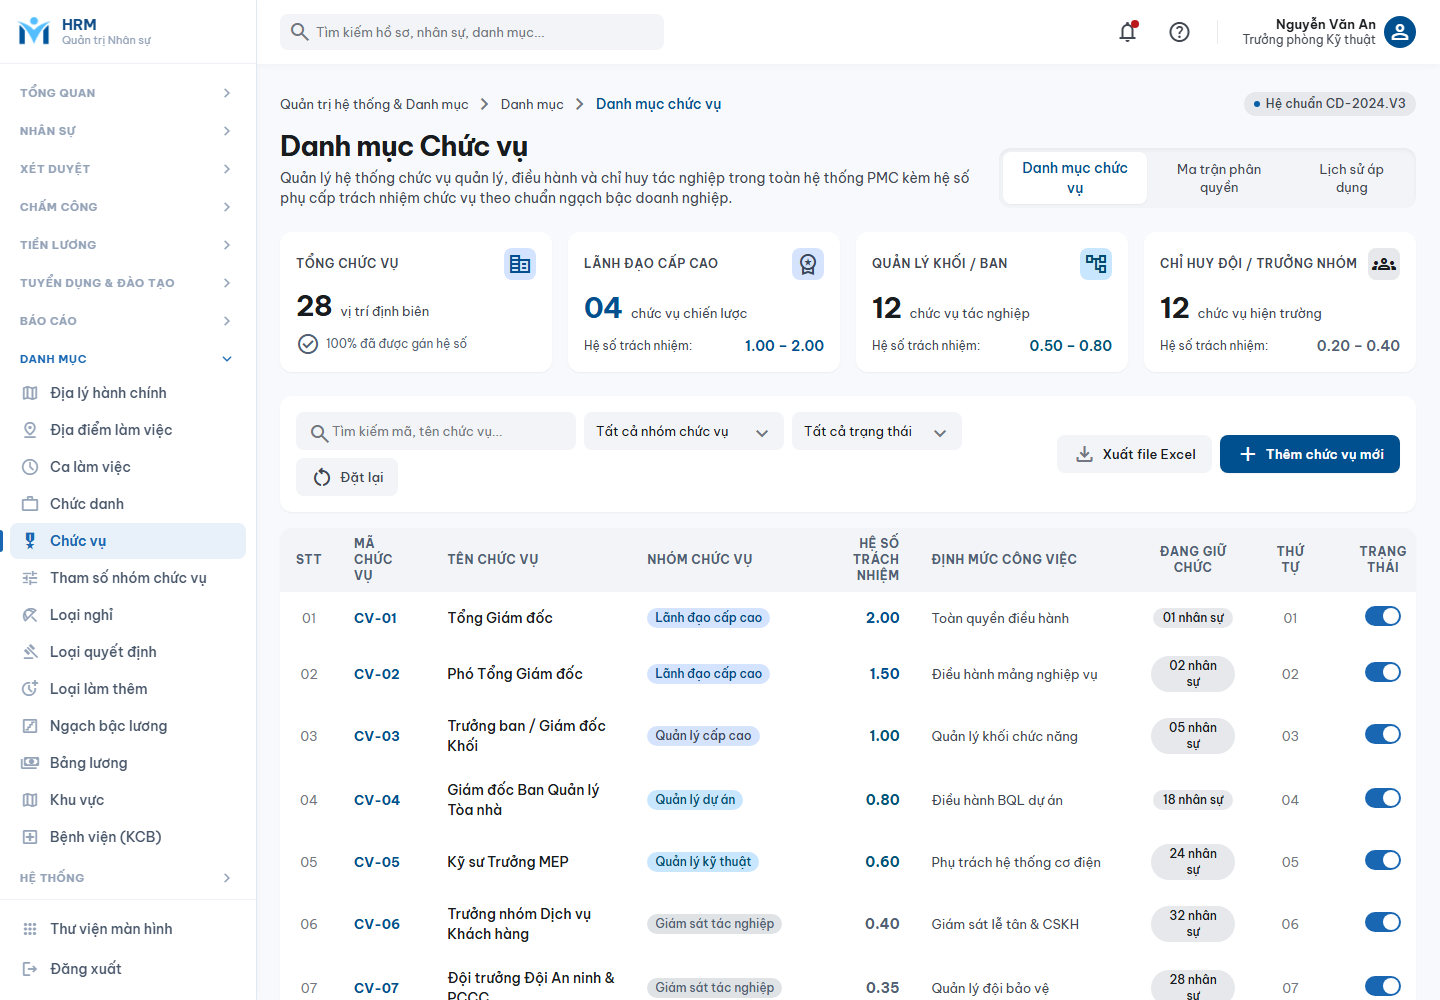 HRM
Quản trị Nhân sự
TỔNG QUAN
NHÂN SỰ
XÉT DUYỆT
CHẤM CÔNG
TIỀN LƯƠNG
TUYỂN DỤNG & ĐÀO TẠO
BÁO CÁO
DANH MỤC
Địa lý hành chính
Địa điểm làm việc
Ca làm việc
Chức danh
Chức vụ
Tham số nhóm chức vụ
Loại nghỉ
Loại quyết định
Loại làm thêm
Ngạch bậc lương
Bảng lương
Khu vực
Bệnh viện (KCB)
HỆ THỐNG
Thư viện màn hình
Đăng xuất
Tìm kiếm hồ sơ, nhân sự, danh mục...
Nguyễn Văn An
Trưởng phòng Kỹ thuật
Quản trị hệ thống & Danh mục
Danh mục
Danh mục chức vụ
Hệ chuẩn CD-2024.V3
Danh mục Chức vụ
Quản lý hệ thống chức vụ quản lý, điều hành và chỉ huy tác nghiệp trong toàn hệ thống PMC kèm hệ số
phụ cấp trách nhiệm chức vụ theo chuẩn ngạch bậc doanh nghiệp.
Danh mục chức
vụ
Ma trận phân
quyền
Lịch sử áp
dụng
TỔNG CHỨC VỤ
28 vị trí định biên
100% đã được gán hệ số
LÃNH ĐẠO CẤP CAO
04 chức vụ chiến lược
Hệ số trách nhiệm: 1.00 – 2.00
QUẢN LÝ KHỐI / BAN
12 chức vụ tác nghiệp
Hệ số trách nhiệm: 0.50 – 0.80
CHỈ HUY ĐỘI / TRƯỞNG NHÓM
12 chức vụ hiện trường
Hệ số trách nhiệm: 0.20 – 0.40
Tìm kiếm mã, tên chức vụ...
Tất cả nhóm chức vụ
Tất cả trạng thái
Đặt lại
Xuất file Excel
Thêm chức vụ mới
STT
MÃ
CHỨC
VỤ
TÊN CHỨC VỤ
NHÓM CHỨC VỤ
HỆ SỐ
TRÁCH
NHIỆM
ĐỊNH MỨC CÔNG VIỆC
ĐANG GIỮ
CHỨC
THỨ
TỰ
TRẠNG
THÁI
01 CV-01 Tổng Giám đốc Lãnh đạo cấp cao 2.00 Toàn quyền điều hành 01 nhân sự 01
02 CV-02 Phó Tổng Giám đốc Lãnh đạo cấp cao 1.50 Điều hành mảng nghiệp vụ 02 nhân
sự 02
03 CV-03 Trưởng ban / Giám đốc
Khối Quản lý cấp cao 1.00 Quản lý khối chức năng 05 nhân
sự 03
04 CV-04 Giám đốc Ban Quản lý
Tòa nhà Quản lý dự án 0.80 Điều hành BQL dự án 18 nhân sự 04
05 CV-05 Kỹ sư Trưởng MEP Quản lý kỹ thuật 0.60 Phụ trách hệ thống cơ điện 24 nhân
sự 05
06 CV-06 Trưởng nhóm Dịch vụ
Khách hàng Giám sát tác nghiệp 0.40 Giám sát lễ tân & CSKH 32 nhân
sự 06
07 CV-07 Đội trưởng Đội An ninh &
PCCC Giám sát tác nghiệp 0.35 Quản lý đội bảo vệ 28 nhân
sự 07